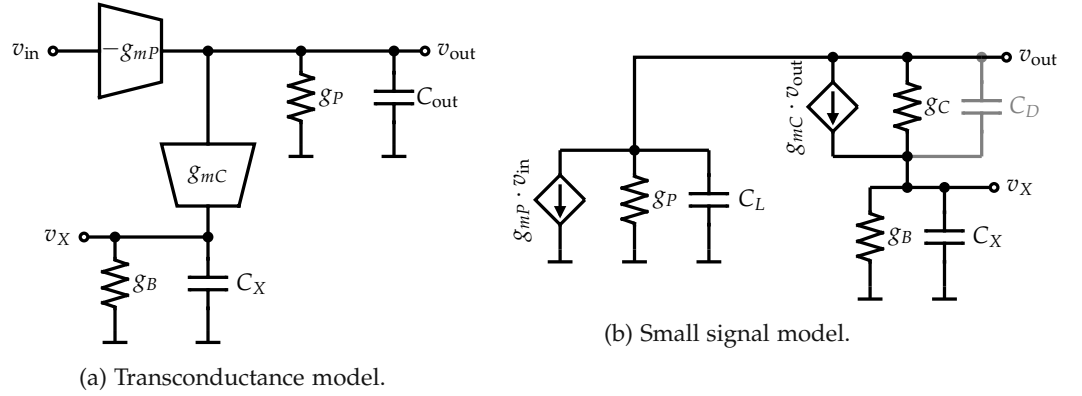 v_in
−g_mP
v_out
g_P
C_out
g_mC
v_X
g_B
C_X
(a) Transconductance model.
v_out
g_mC · v_out
g_C
C_D
g_mP · v_in
g_P
C_L
v_X
g_B
C_X
(b) Small signal model.